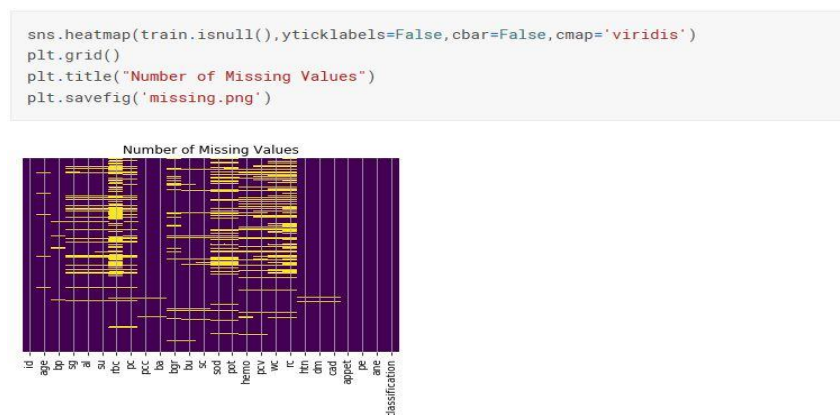 sns.heatmap(train.isnull(),yticklabels=False,cbar=False,cmap='viridis')
plt.grid()
plt.title("Number of Missing Values")
plt.savefig('missing.png')
Number of Missing Values
id
age
bp
sg
al
su
rbc
pc
pcc
ba
bgr
bu
sc
sod
pot
hemo
pcv
wc
rc
htn
dm
cad
appet
pe
ane
lassification